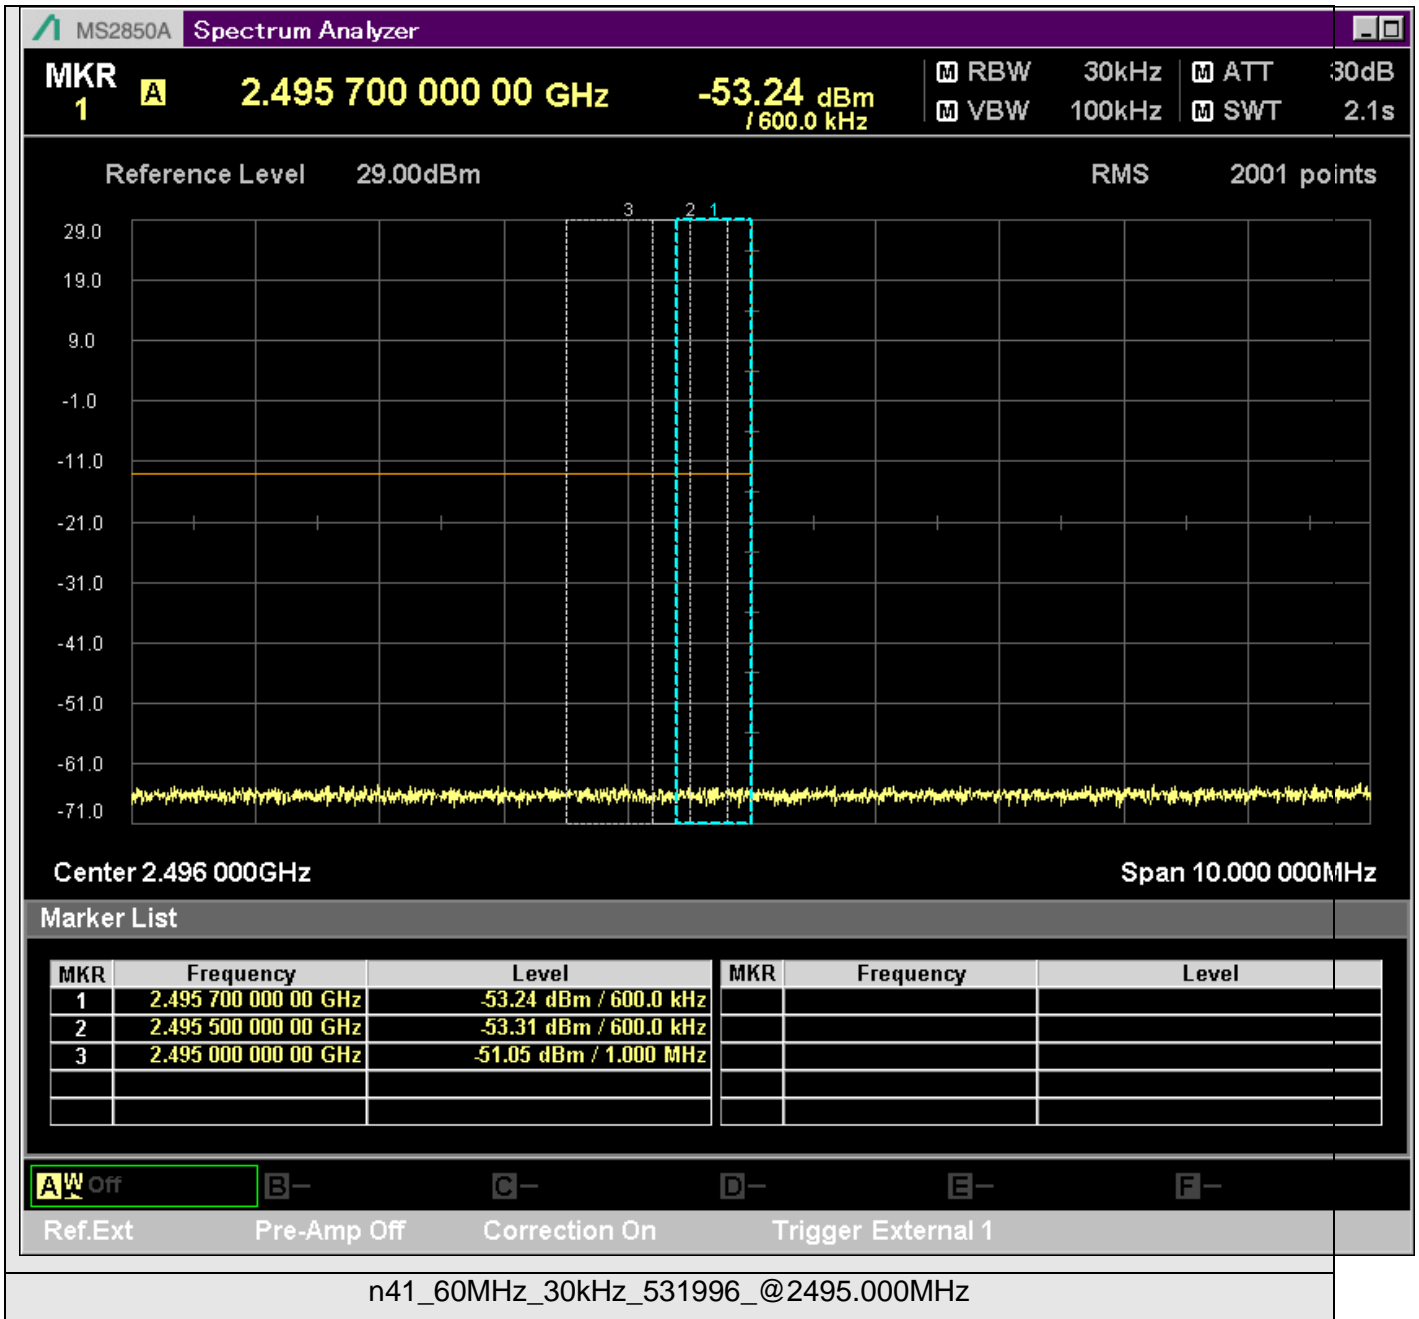 MS2850A Spectrum Analyzer
MKR 1 A 2.495 700 000 00 GHz -53.24 dBm / 600.0 kHz
M RBW 30kHz M ATT 30dB
M VBW 100kHz M SWT 2.1s
Reference Level 29.00dBm RMS 2001 points
3 2 1
29.0
19.0
9.0
-1.0
-11.0
-21.0
-31.0
-41.0
-51.0
-61.0
-71.0
Center 2.496 000GHz Span 10.000 000MHz
Marker List
MKR Frequency Level MKR Frequency Level
1 2.495 700 000 00 GHz -53.24 dBm / 600.0 kHz
2 2.495 500 000 00 GHz -53.31 dBm / 600.0 kHz
3 2.495 000 000 00 GHz -51.05 dBm / 1.000 MHz
A W Off B— C— D— E— F—
Ref.Ext Pre-Amp Off Correction On Trigger External 1
n41_60MHz_30kHz_531996_@2495.000MHz